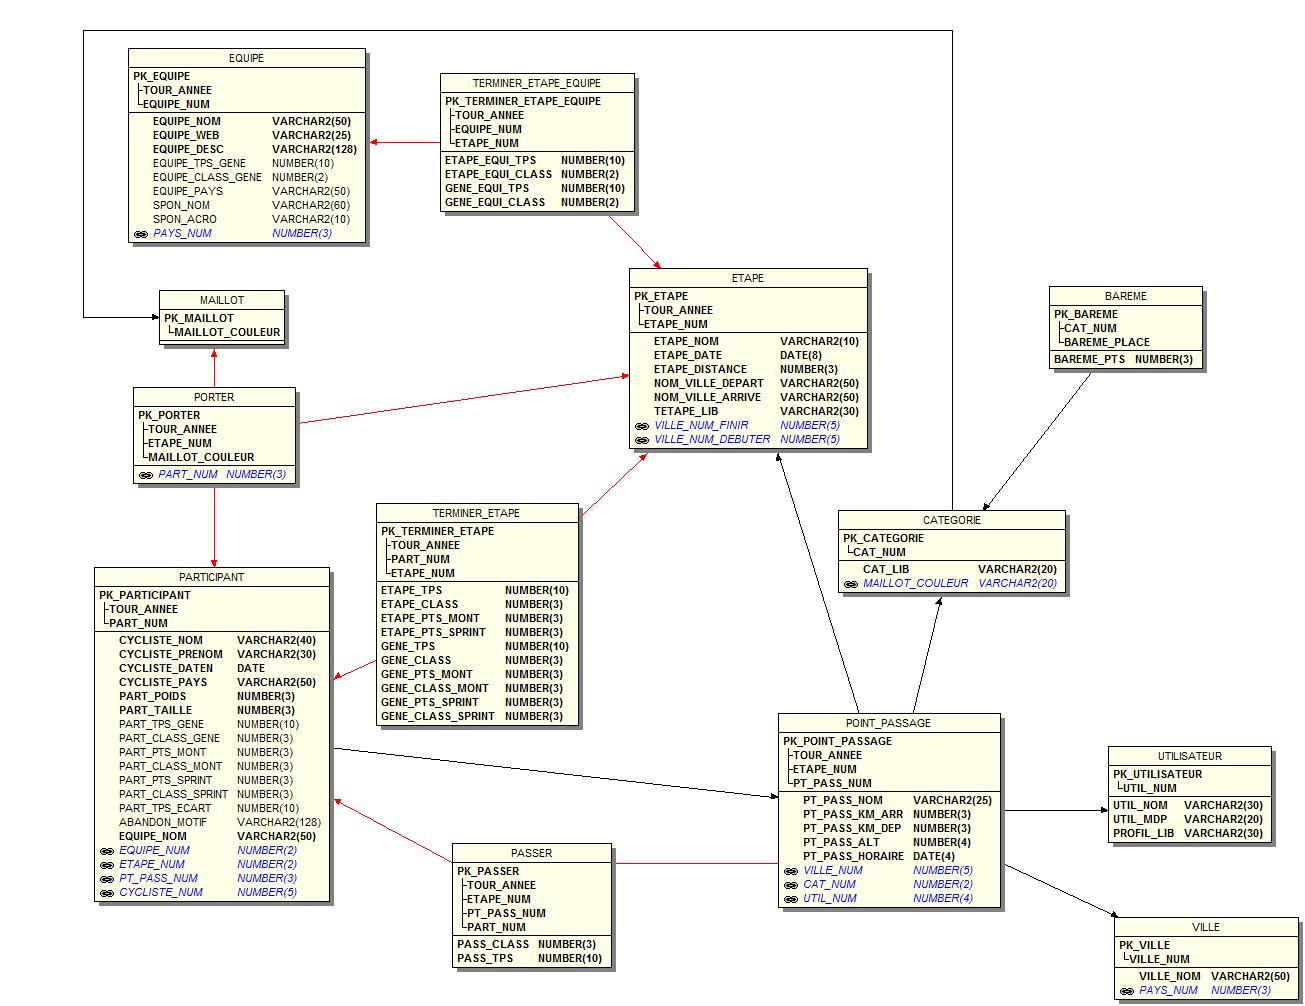 EQUIPE
PK_EQUIPE
TOUR_ANNEE
EQUIPE_NUM
EQUIPE_NOM VARCHAR2(50)
EQUIPE_WEB VARCHAR2(25)
EQUIPE_DESC VARCHAR2(128)
EQUIPE_TPS_GENE NUMBER(10)
EQUIPE_CLASS_GENE NUMBER(2)
EQUIPE_PAYS VARCHAR2(50)
SPON_NOM VARCHAR2(60)
SPON_ACRO VARCHAR2(10)
PAYS_NUM NUMBER(3)
TERMINER_ETAPE_EQUIPE
PK_TERMINER_ETAPE_EQUIPE
TOUR_ANNEE
EQUIPE_NUM
ETAPE_NUM
ETAPE_EQUI_TPS NUMBER(10)
ETAPE_EQUI_CLASS NUMBER(2)
GENE_EQUI_TPS NUMBER(10)
GENE_EQUI_CLASS NUMBER(2)
ETAPE
PK_ETAPE
TOUR_ANNEE
ETAPE_NUM
ETAPE_NOM VARCHAR2(10)
ETAPE_DATE DATE(8)
ETAPE_DISTANCE NUMBER(3)
NOM_VILLE_DEPART VARCHAR2(50)
NOM_VILLE_ARRIVE VARCHAR2(50)
TETAPE_LIB VARCHAR2(30)
VILLE_NUM_FINIR NUMBER(5)
VILLE_NUM_DEBUTER NUMBER(5)
MAILLOT
PK_MAILLOT
MAILLOT_COULEUR
BAREME
PK_BAREME
CAT_NUM
BAREME_PLACE
BAREME_PTS NUMBER(3)
PORTER
PK_PORTER
TOUR_ANNEE
ETAPE_NUM
MAILLOT_COULEUR
PART_NUM NUMBER(3)
TERMINER_ETAPE
PK_TERMINER_ETAPE
TOUR_ANNEE
PART_NUM
ETAPE_NUM
ETAPE_TPS NUMBER(10)
ETAPE_CLASS NUMBER(3)
ETAPE_PTS_MONT NUMBER(3)
ETAPE_PTS_SPRINT NUMBER(3)
GENE_TPS NUMBER(10)
GENE_CLASS NUMBER(3)
GENE_PTS_MONT NUMBER(3)
GENE_CLASS_MONT NUMBER(3)
GENE_PTS_SPRINT NUMBER(3)
GENE_CLASS_SPRINT NUMBER(3)
CATEGORIE
PK_CATEGORIE
CAT_NUM
CAT_LIB VARCHAR2(20)
MAILLOT_COULEUR VARCHAR2(20)
PARTICIPANT
PK_PARTICIPANT
TOUR_ANNEE
PART_NUM
CYCLISTE_NOM VARCHAR2(40)
CYCLISTE_PRENOM VARCHAR2(30)
CYCLISTE_DATEN DATE
CYCLISTE_PAYS VARCHAR2(50)
PART_POIDS NUMBER(3)
PART_TAILLE NUMBER(3)
PART_TPS_GENE NUMBER(10)
PART_CLASS_GENE NUMBER(3)
PART_PTS_MONT NUMBER(3)
PART_CLASS_MONT NUMBER(3)
PART_PTS_SPRINT NUMBER(3)
PART_CLASS_SPRINT NUMBER(3)
PART_TPS_ECART NUMBER(10)
ABANDON_MOTIF VARCHAR2(128)
EQUIPE_NOM VARCHAR2(50)
EQUIPE_NUM NUMBER(2)
ETAPE_NUM NUMBER(2)
PT_PASS_NUM NUMBER(3)
CYCLISTE_NUM NUMBER(5)
POINT_PASSAGE
PK_POINT_PASSAGE
TOUR_ANNEE
ETAPE_NUM
PT_PASS_NUM
PT_PASS_NOM VARCHAR2(25)
PT_PASS_KM_ARR NUMBER(3)
PT_PASS_KM_DEP NUMBER(3)
PT_PASS_ALT NUMBER(4)
PT_PASS_HORAIRE DATE(4)
VILLE_NUM NUMBER(5)
CAT_NUM NUMBER(2)
UTIL_NUM NUMBER(4)
UTILISATEUR
PK_UTILISATEUR
UTIL_NUM
UTIL_NOM VARCHAR2(30)
UTIL_MDP VARCHAR2(20)
PROFIL_LIB VARCHAR2(30)
PASSER
PK_PASSER
TOUR_ANNEE
ETAPE_NUM
PT_PASS_NUM
PART_NUM
PASS_CLASS NUMBER(3)
PASS_TPS NUMBER(10)
VILLE
PK_VILLE
VILLE_NUM
VILLE_NOM VARCHAR2(50)
PAYS_NUM NUMBER(3)